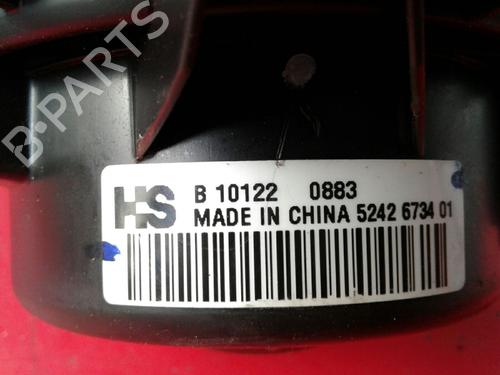 B-PARTS
HS
B 10122 0883
MADE IN CHINA 5242 6734 01